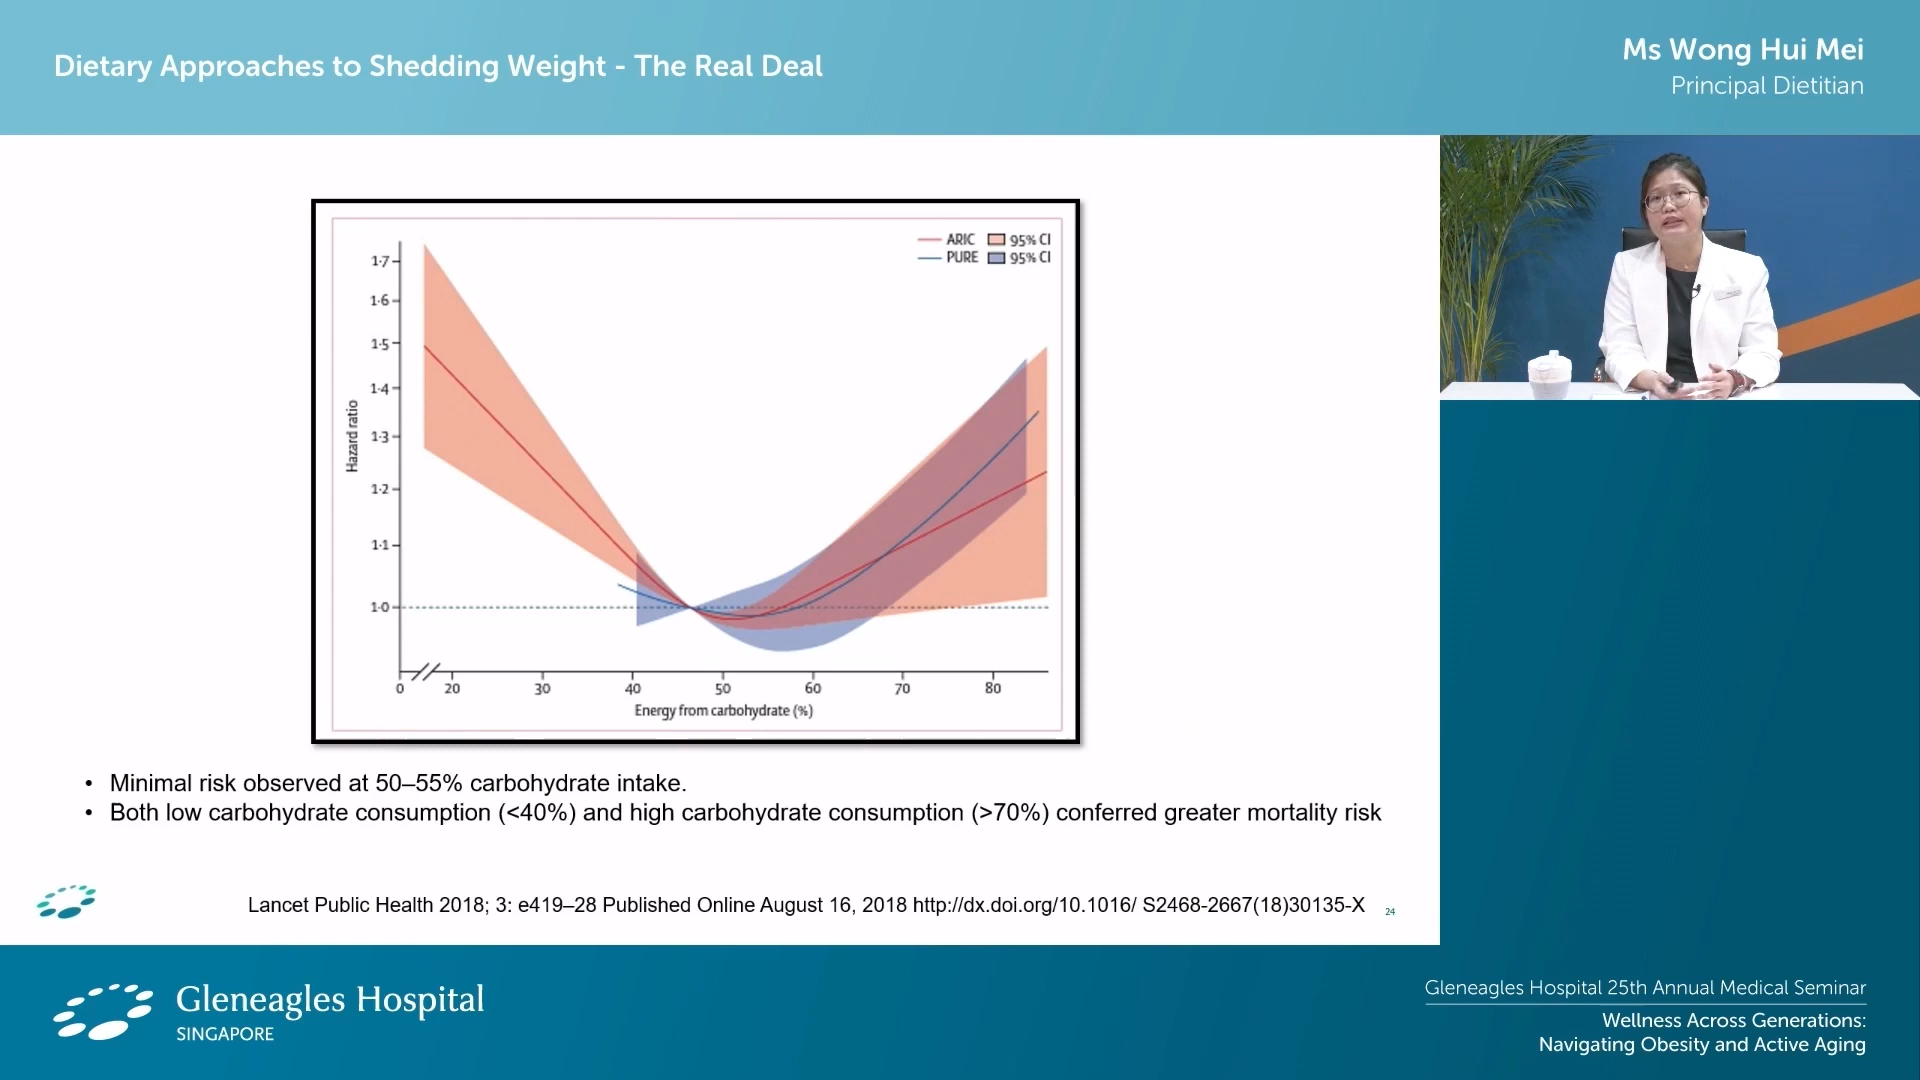 Dietary Approaches to Shedding Weight - The Real Deal
Ms Wong Hui Mei
Principal Dietitian
ARIC 95% CI
PURE 95% CI
1·7
1·6
1·5
1·4
1·3
1·2
1·1
1·0
Hazard ratio
0 20 30 40 50 60 70 80
Energy from carbohydrate (%)
• Minimal risk observed at 50–55% carbohydrate intake.
• Both low carbohydrate consumption (<40%) and high carbohydrate consumption (>70%) conferred greater mortality risk
Lancet Public Health 2018; 3: e419–28 Published Online August 16, 2018 http://dx.doi.org/10.1016/ S2468-2667(18)30135-X
24
Gleneagles Hospital
SINGAPORE
Gleneagles Hospital 25th Annual Medical Seminar
Wellness Across Generations:
Navigating Obesity and Active Aging